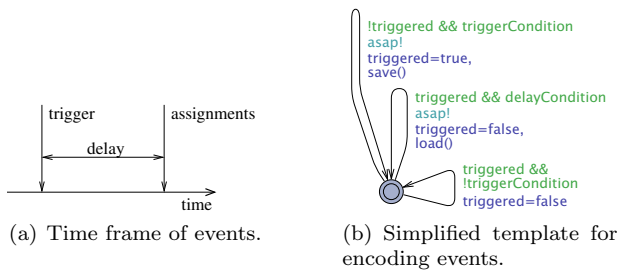 trigger
assignments
delay
time
(a) Time frame of events.
!triggered && triggerCondition
asap!
triggered=true,
save()
triggered && delayCondition
asap!
triggered=false,
load()
triggered &&
!triggerCondition
triggered=false
(b) Simplified template for
encoding events.